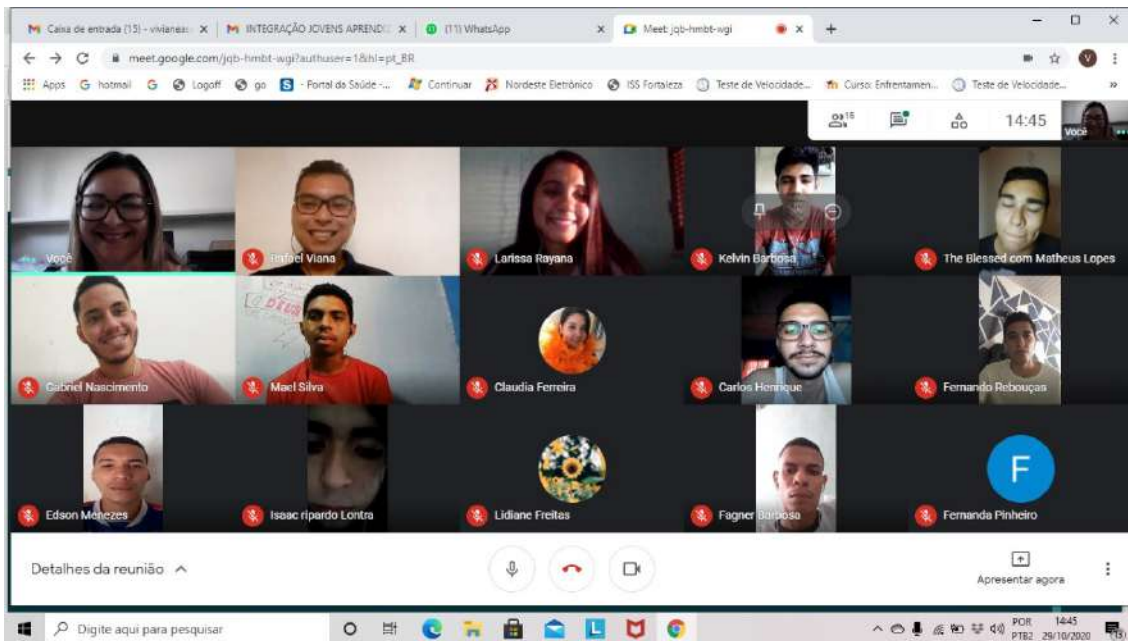 Caixa de entrada (15) - vivianeas
INTEGRAÇÃO JOVENS APREND
(11) WhatsApp
Meet: jqb-hmbt-wgi
meet.google.com/jqb-hmbt-wgi?authuser=1&hl=pt_BR
V
Apps
hotmail
Logoff
go
- Portal da Saúde -...
Continuar
Nordeste Eletrônico
ISS Fortaleza
Teste de Velocidade...
Curso: Enfrentamen...
Teste de Velocidade...
14:45
Você
Você
Rafael Viana
Larissa Rayana
Kelvin Barbosa
The Blessed com Matheus Lopes
Gabriel Nascimento
Mael Silva
Claudia Ferreira
Carlos Henrique
Fernando Rebouças
Edson Menezes
Isaac ripardo Lontra
Lidiane Freitas
Fagner Barbosa
F
Fernanda Pinheiro
Detalhes da reunião
Apresentar agora
Digite aqui para pesquisar
L
POR
PTB2
14:45
29/10/2020